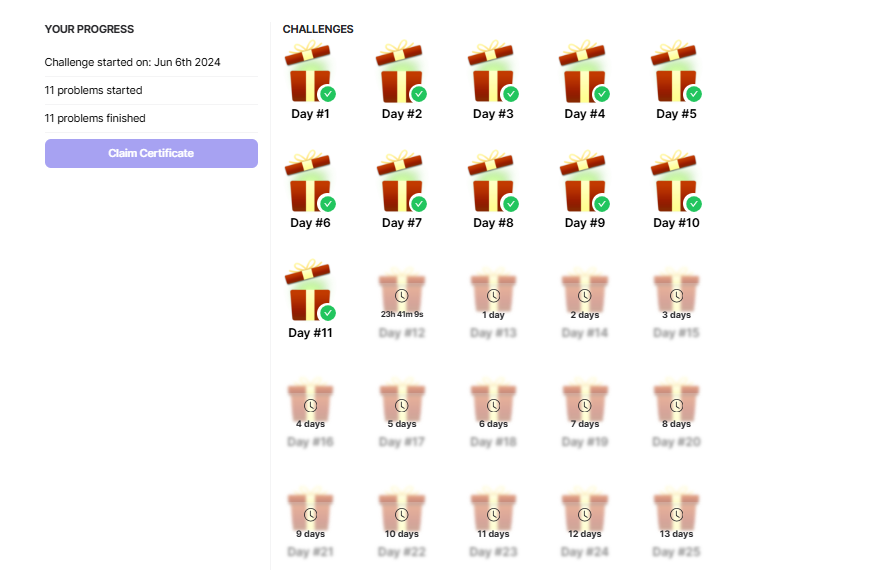 YOUR PROGRESS
Challenge started on: Jun 6th 2024
11 problems started
11 problems finished
Claim Certificate
CHALLENGES
Day #1 Day #2 Day #3 Day #4 Day #5
Day #6 Day #7 Day #8 Day #9 Day #10
23h 41m 9s 1 day 2 days 3 days
Day #11 Day #12 Day #13 Day #14 Day #15
4 days 5 days 6 days 7 days 8 days
Day #16 Day #17 Day #18 Day #19 Day #20
9 days 10 days 11 days 12 days 13 days
Day #21 Day #22 Day #23 Day #24 Day #25